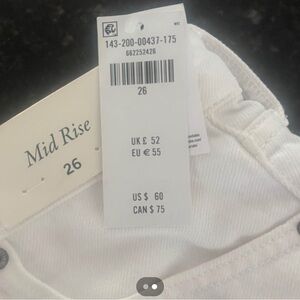 143-200-00437-175
662252426
26
UK £ 52
EU € 55
US $ 60
CAN $ 75
Mid Rise
26